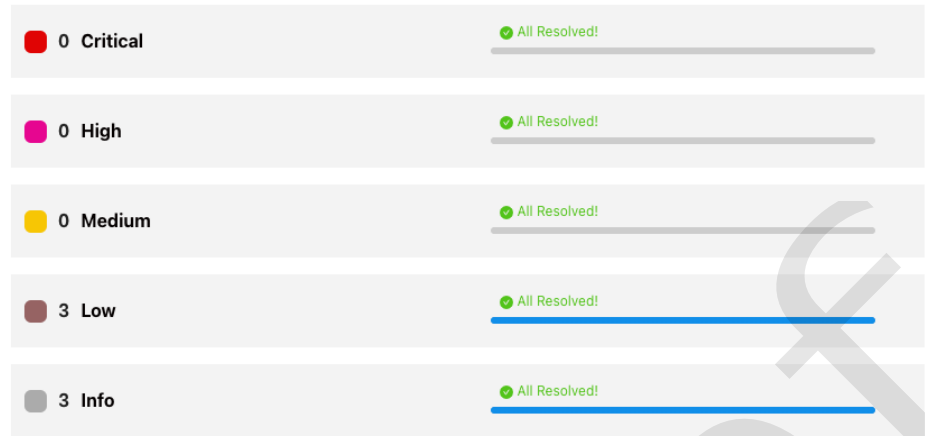 All Resolved!
0 Critical
All Resolved!
0 High
All Resolved!
0 Medium
All Resolved!
3 Low
All Resolved!
3 Info